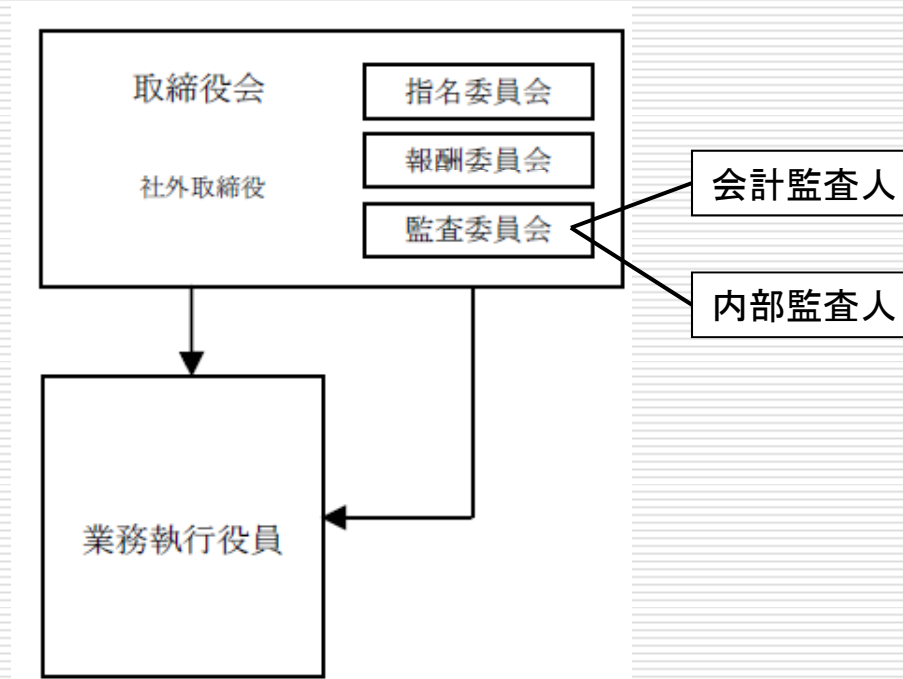 取締役会
社外取締役
指名委員会
報酬委員会
監査委員会
会計監査人
内部監査人
業務執行役員